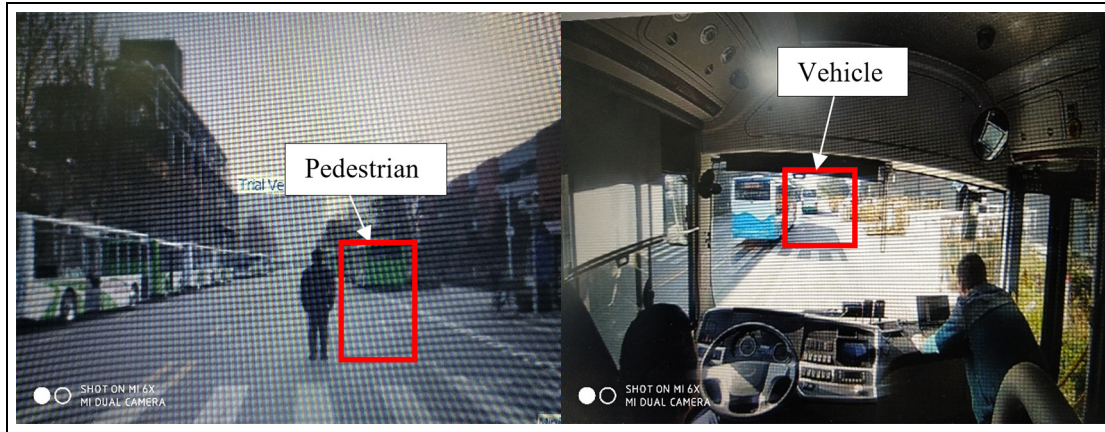 Vehicle
Pedestrian
Trial Ve
SHOT ON MI 6X
MI DUAL CAMERA
SHOT ON MI 6X
MI DUAL CAMERA